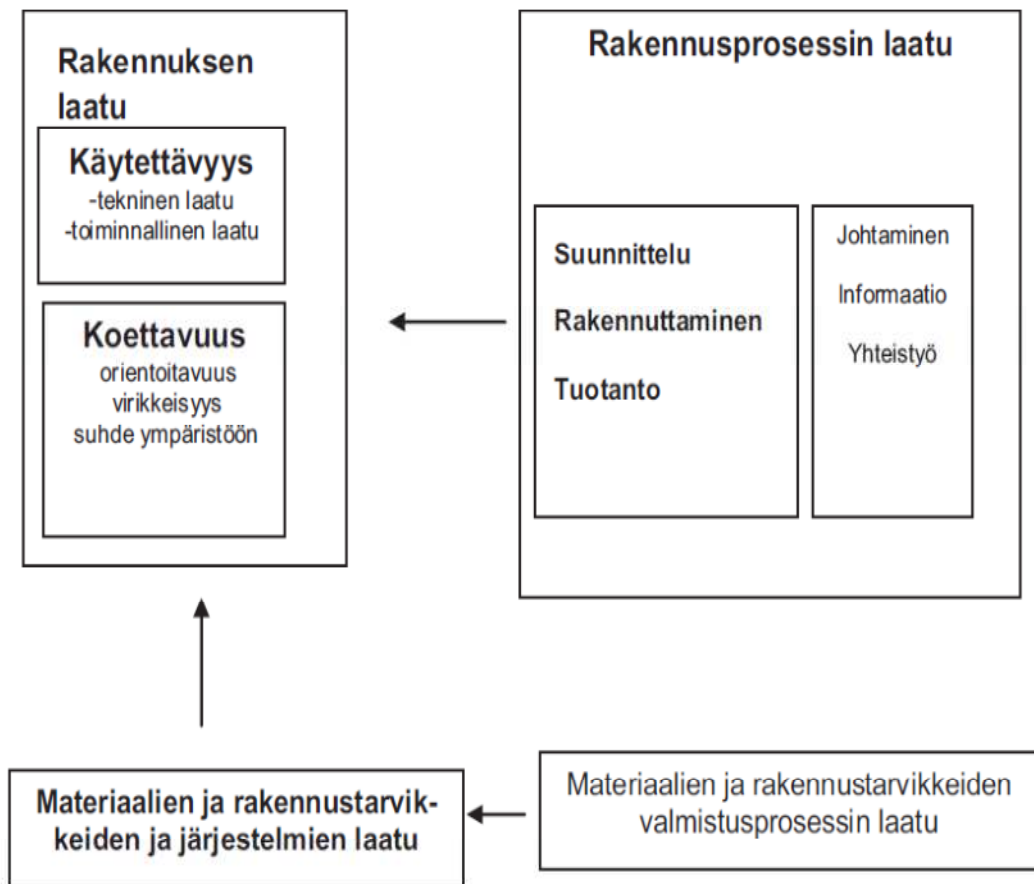 Rakennuksen
laatu
Käytettävyys
-tekninen laatu
-toiminnallinen laatu
Koettavuus
orientoitavuus
virikkeisyys
suhde ympäristöön
Rakennusprosessin laatu
Suunnittelu
Rakennuttaminen
Tuotanto
Johtaminen
Informaatio
Yhteistyö
Materiaalien ja rakennustarvik-
keiden ja järjestelmien laatu
Materiaalien ja rakennustarvikkeiden
valmistusprosessin laatu